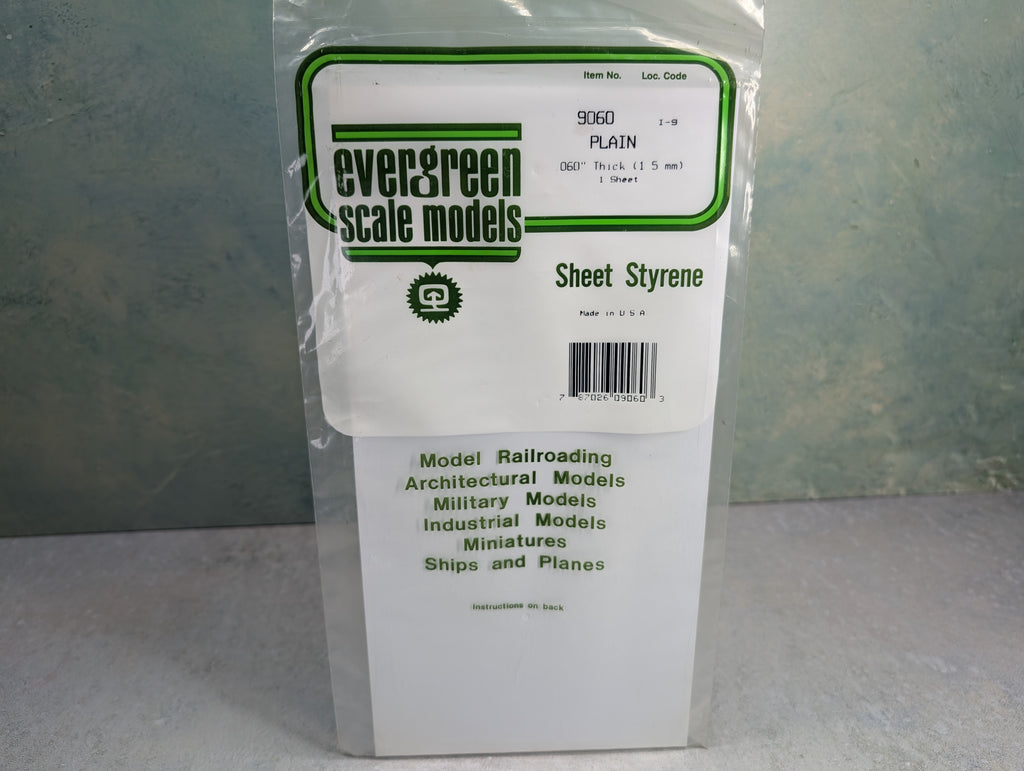 Item No. Loc. Code
9060 I-9
PLAIN
.060" Thick (1.5 mm)
1 Sheet
evergreen
scale models
Sheet Styrene
Made in U S A
7 67026 09060 3
Model Railroading
Architectural Models
Military Models
Industrial Models
Miniatures
Ships and Planes
Instructions on back